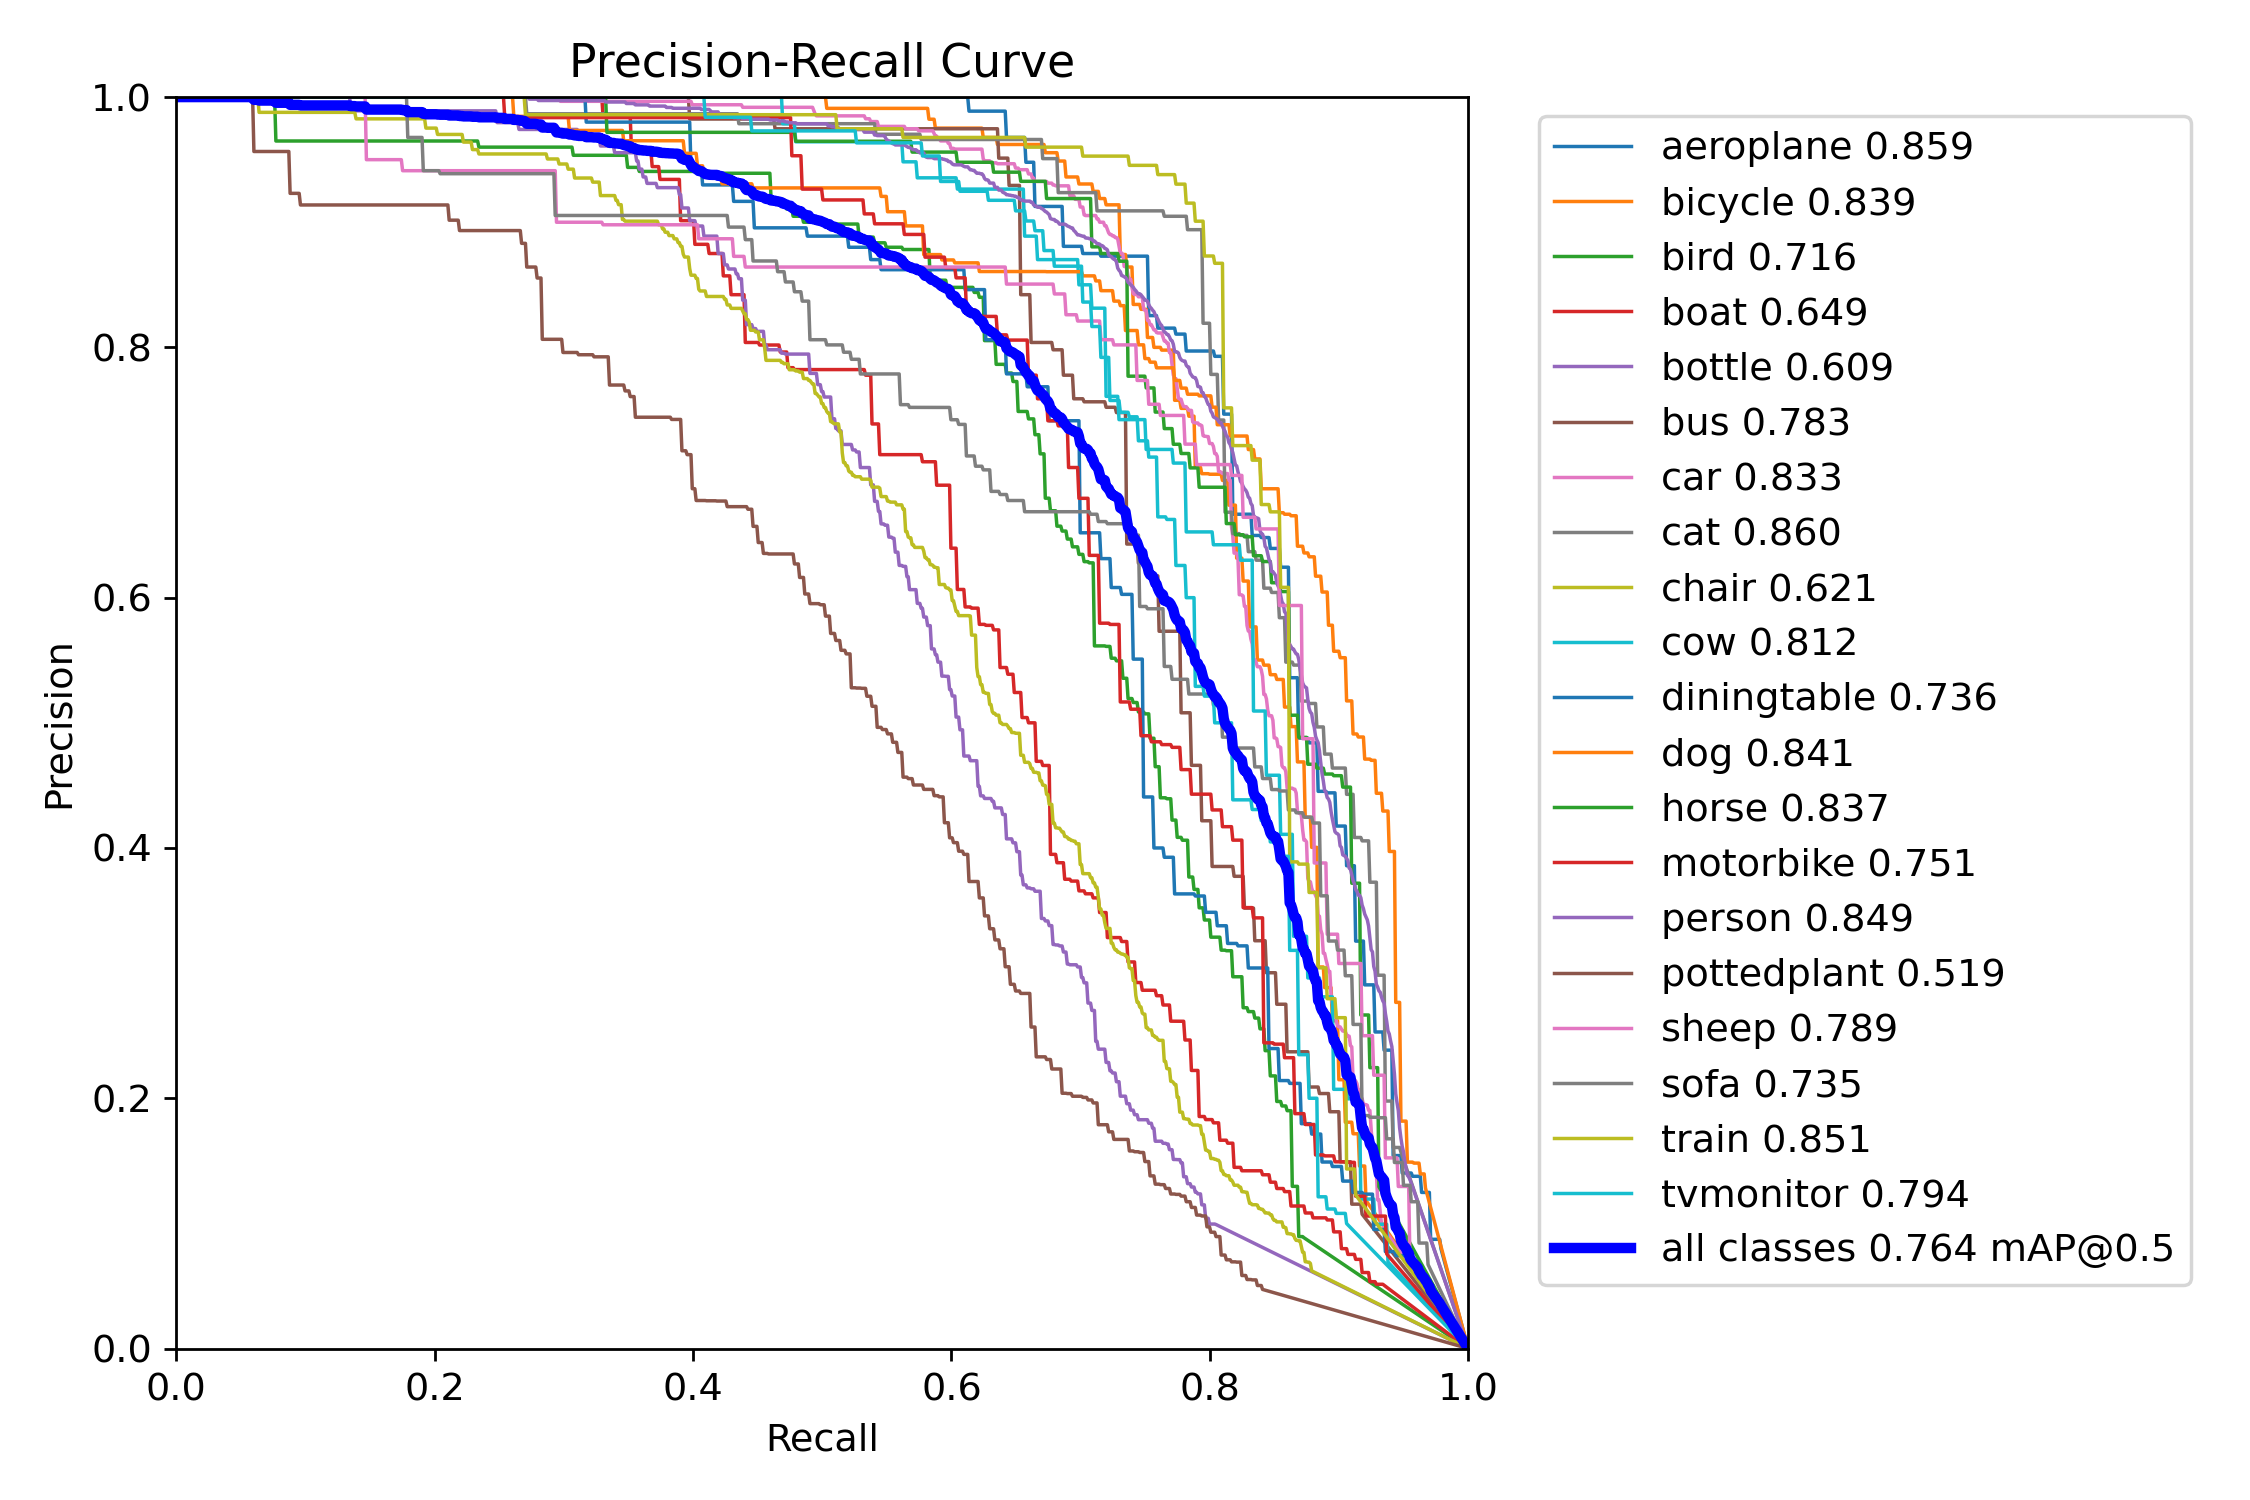 Precision-Recall Curve
1.0
0.8
0.6
0.4
0.2
0.0
Precision
0.0 0.2 0.4 0.6 0.8 1.0
Recall
aeroplane 0.859
bicycle 0.839
bird 0.716
boat 0.649
bottle 0.609
bus 0.783
car 0.833
cat 0.860
chair 0.621
cow 0.812
diningtable 0.736
dog 0.841
horse 0.837
motorbike 0.751
person 0.849
pottedplant 0.519
sheep 0.789
sofa 0.735
train 0.851
tvmonitor 0.794
all classes 0.764 mAP@0.5